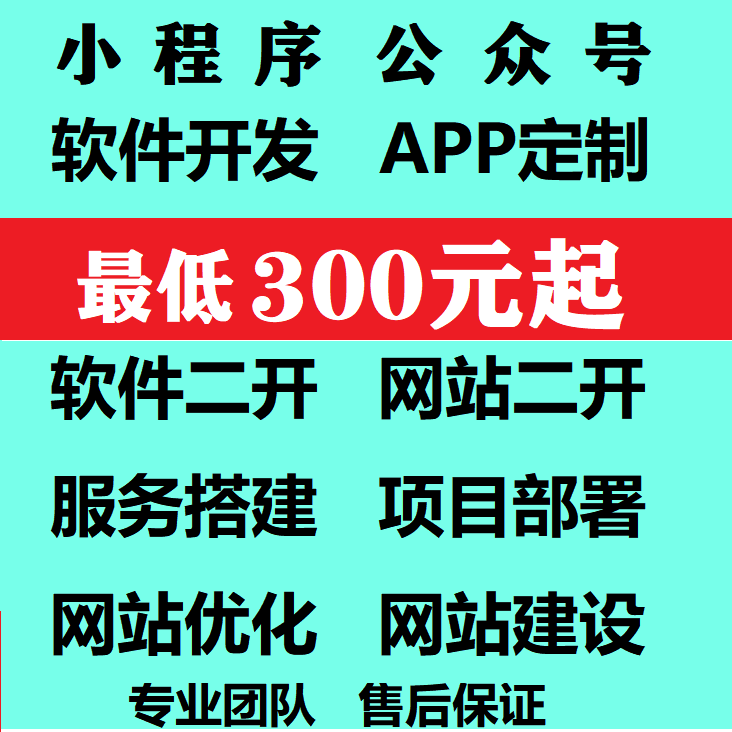 小程序 公众号
软件开发 APP定制
最低300元起
软件二开 网站二开
服务搭建 项目部署
网站优化 网站建设
专业团队 售后保证